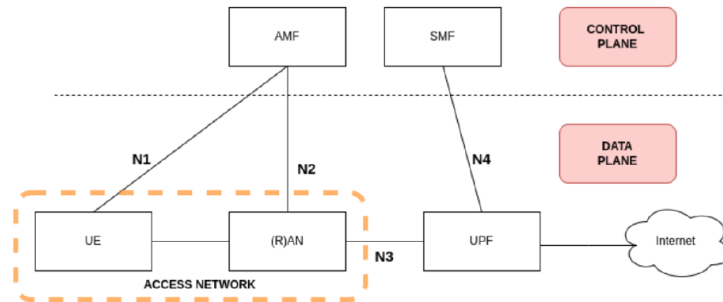 AMF
SMF
CONTROL
PLANE
N1
N2
N4
DATA
PLANE
UE
(R)AN
N3
UPF
Internet
ACCESS NETWORK